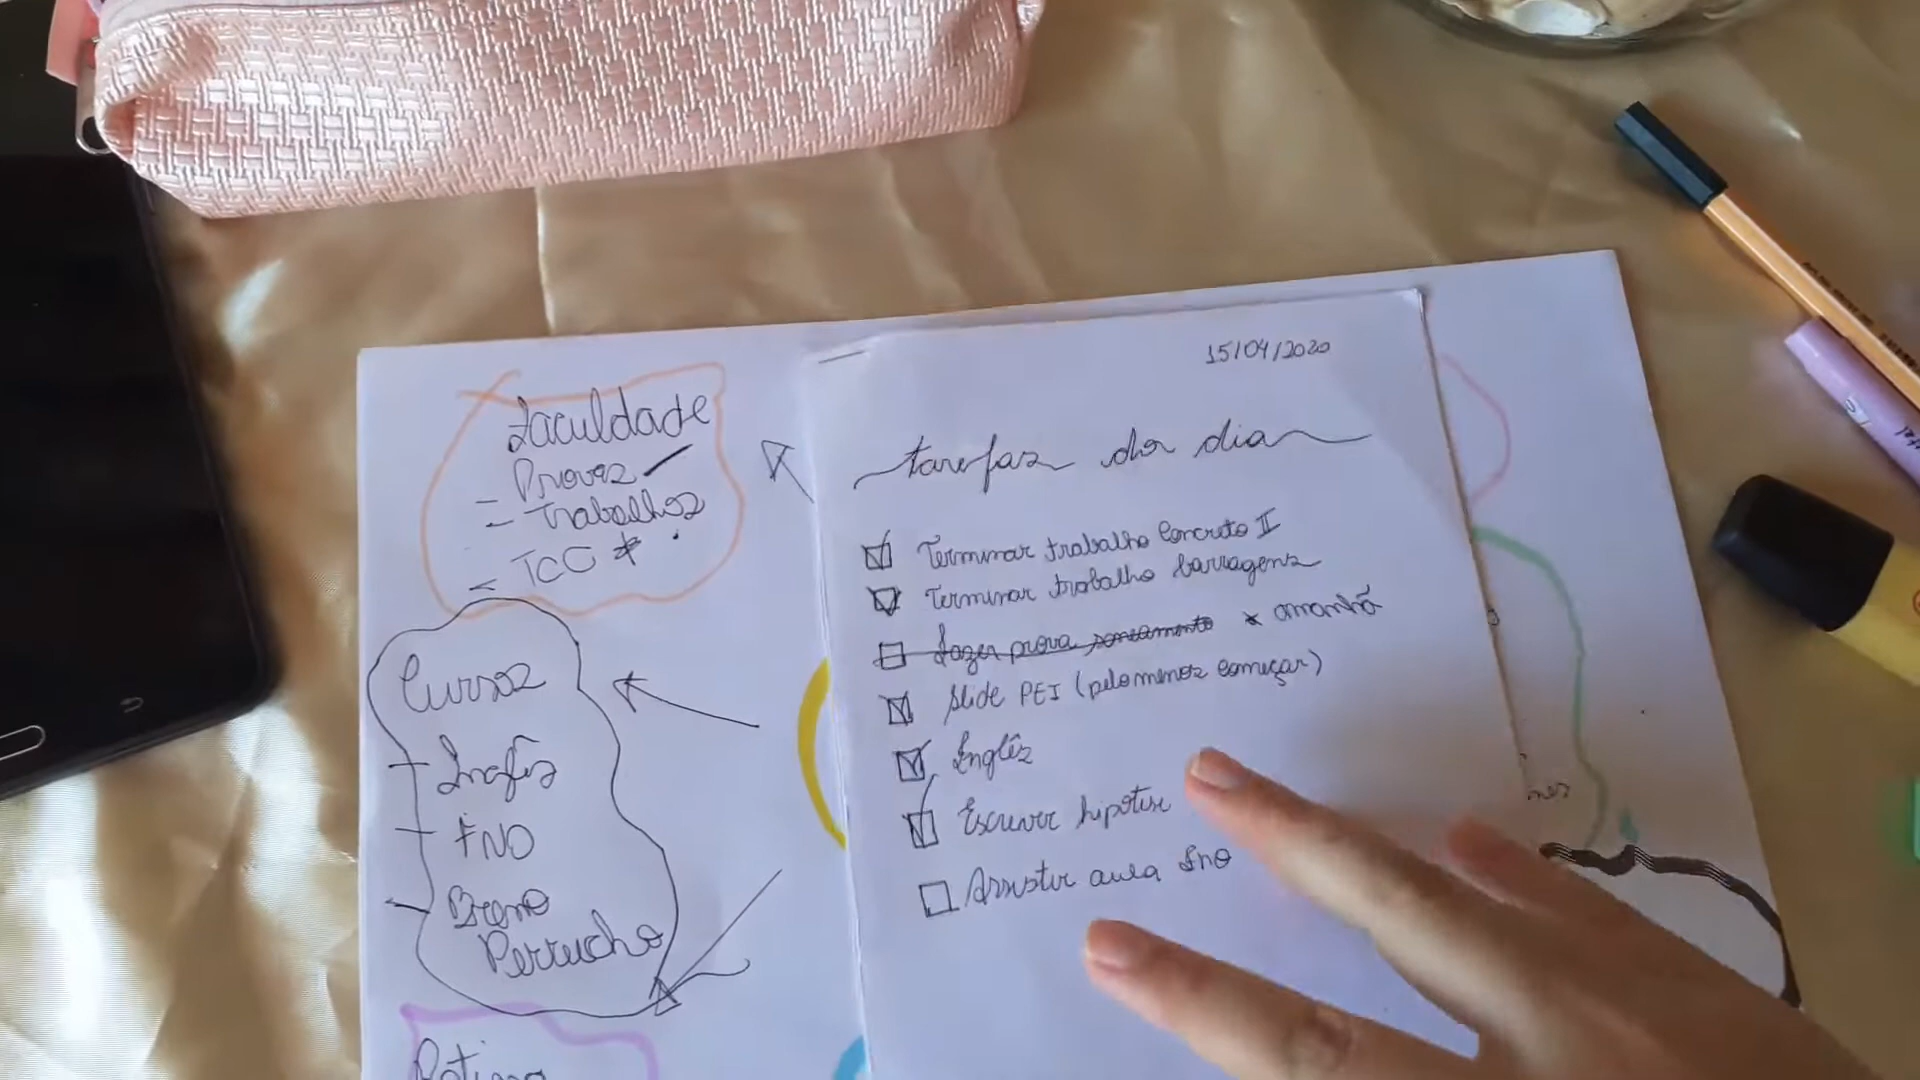 Faculdade
- Provas ✓
- Trabalhos
- TCC *
Cursos
- Inglês
- FNO
- Breno
Perrucho
Rotina
15/04/2020
tarefas do dia
☑ Terminar trabalho Concreto II
☑ Terminar trabalho barragens
☐ Fazer prova saneamento * amanhã
☑ Slide PEI (pelo menos começar)
☑ Inglês
☑ Escrever hipótese
☐ Assistir aula FNO